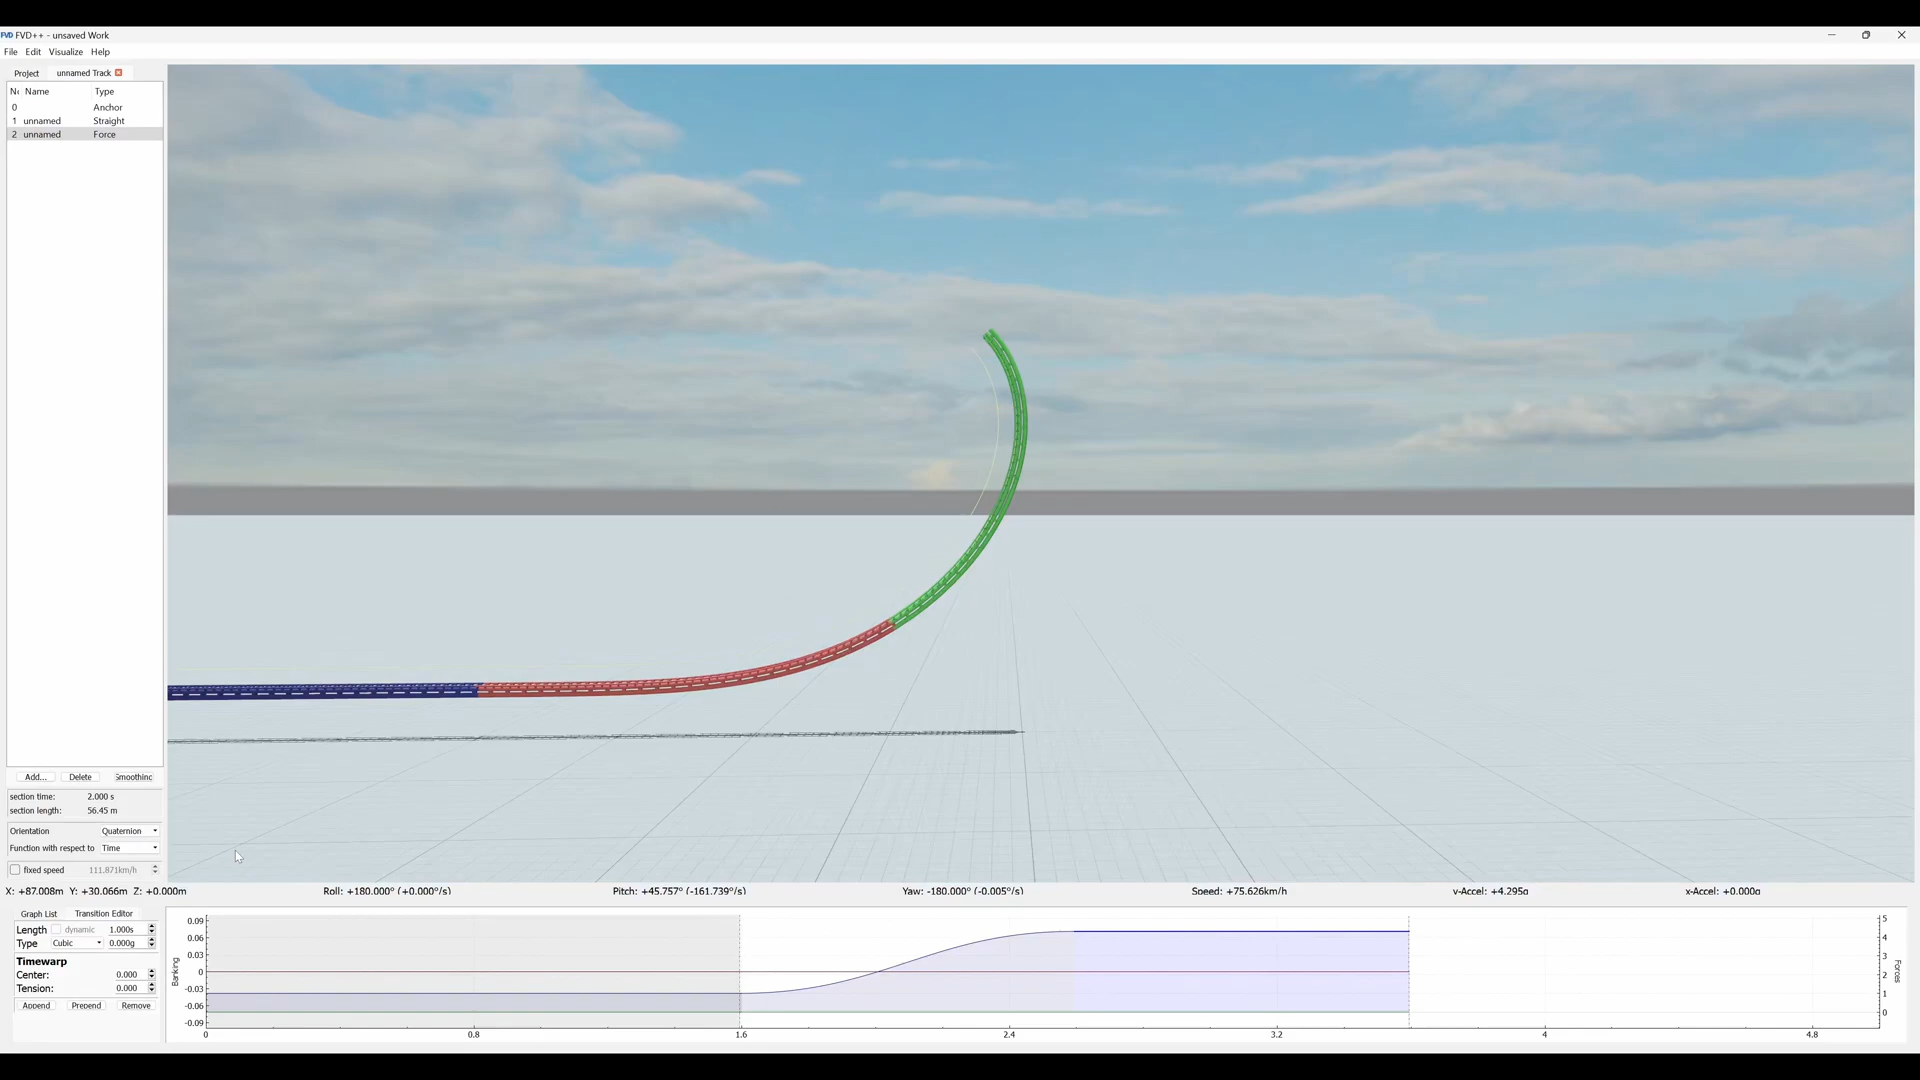 FVD FVD++ - unsaved Work
File Edit Visualize Help
Project unnamed Track
Name Type
0 Anchor
1 unnamed Straight
2 unnamed Force
Add... Delete Smoothing
section time: 2.000 s
section length: 56.45 m
Orientation Quaternion
Function with respect to Time
fixed speed 111.871km/h
X: +87.008m Y: +30.066m Z: +0.000m Roll: +180.000° (+0.000°/s) Pitch: +45.757° (-161.739°/s) Yaw: -180.000° (-0.005°/s) Speed: +75.626km/h v-Accel: +4.295g x-Accel: +0.000g
Graph List Transition Editor
Length dynamic 1.000s
Type Cubic 0.000g
Timewarp
Center: 0.000
Tension: 0.000
Append Prepend Remove
Banking
0.09
0.06
0.03
0
-0.03
-0.06
-0.09
0 0.8 1.6 2.4 3.2 4 4.8
5
4
3
2
1
0
Forces